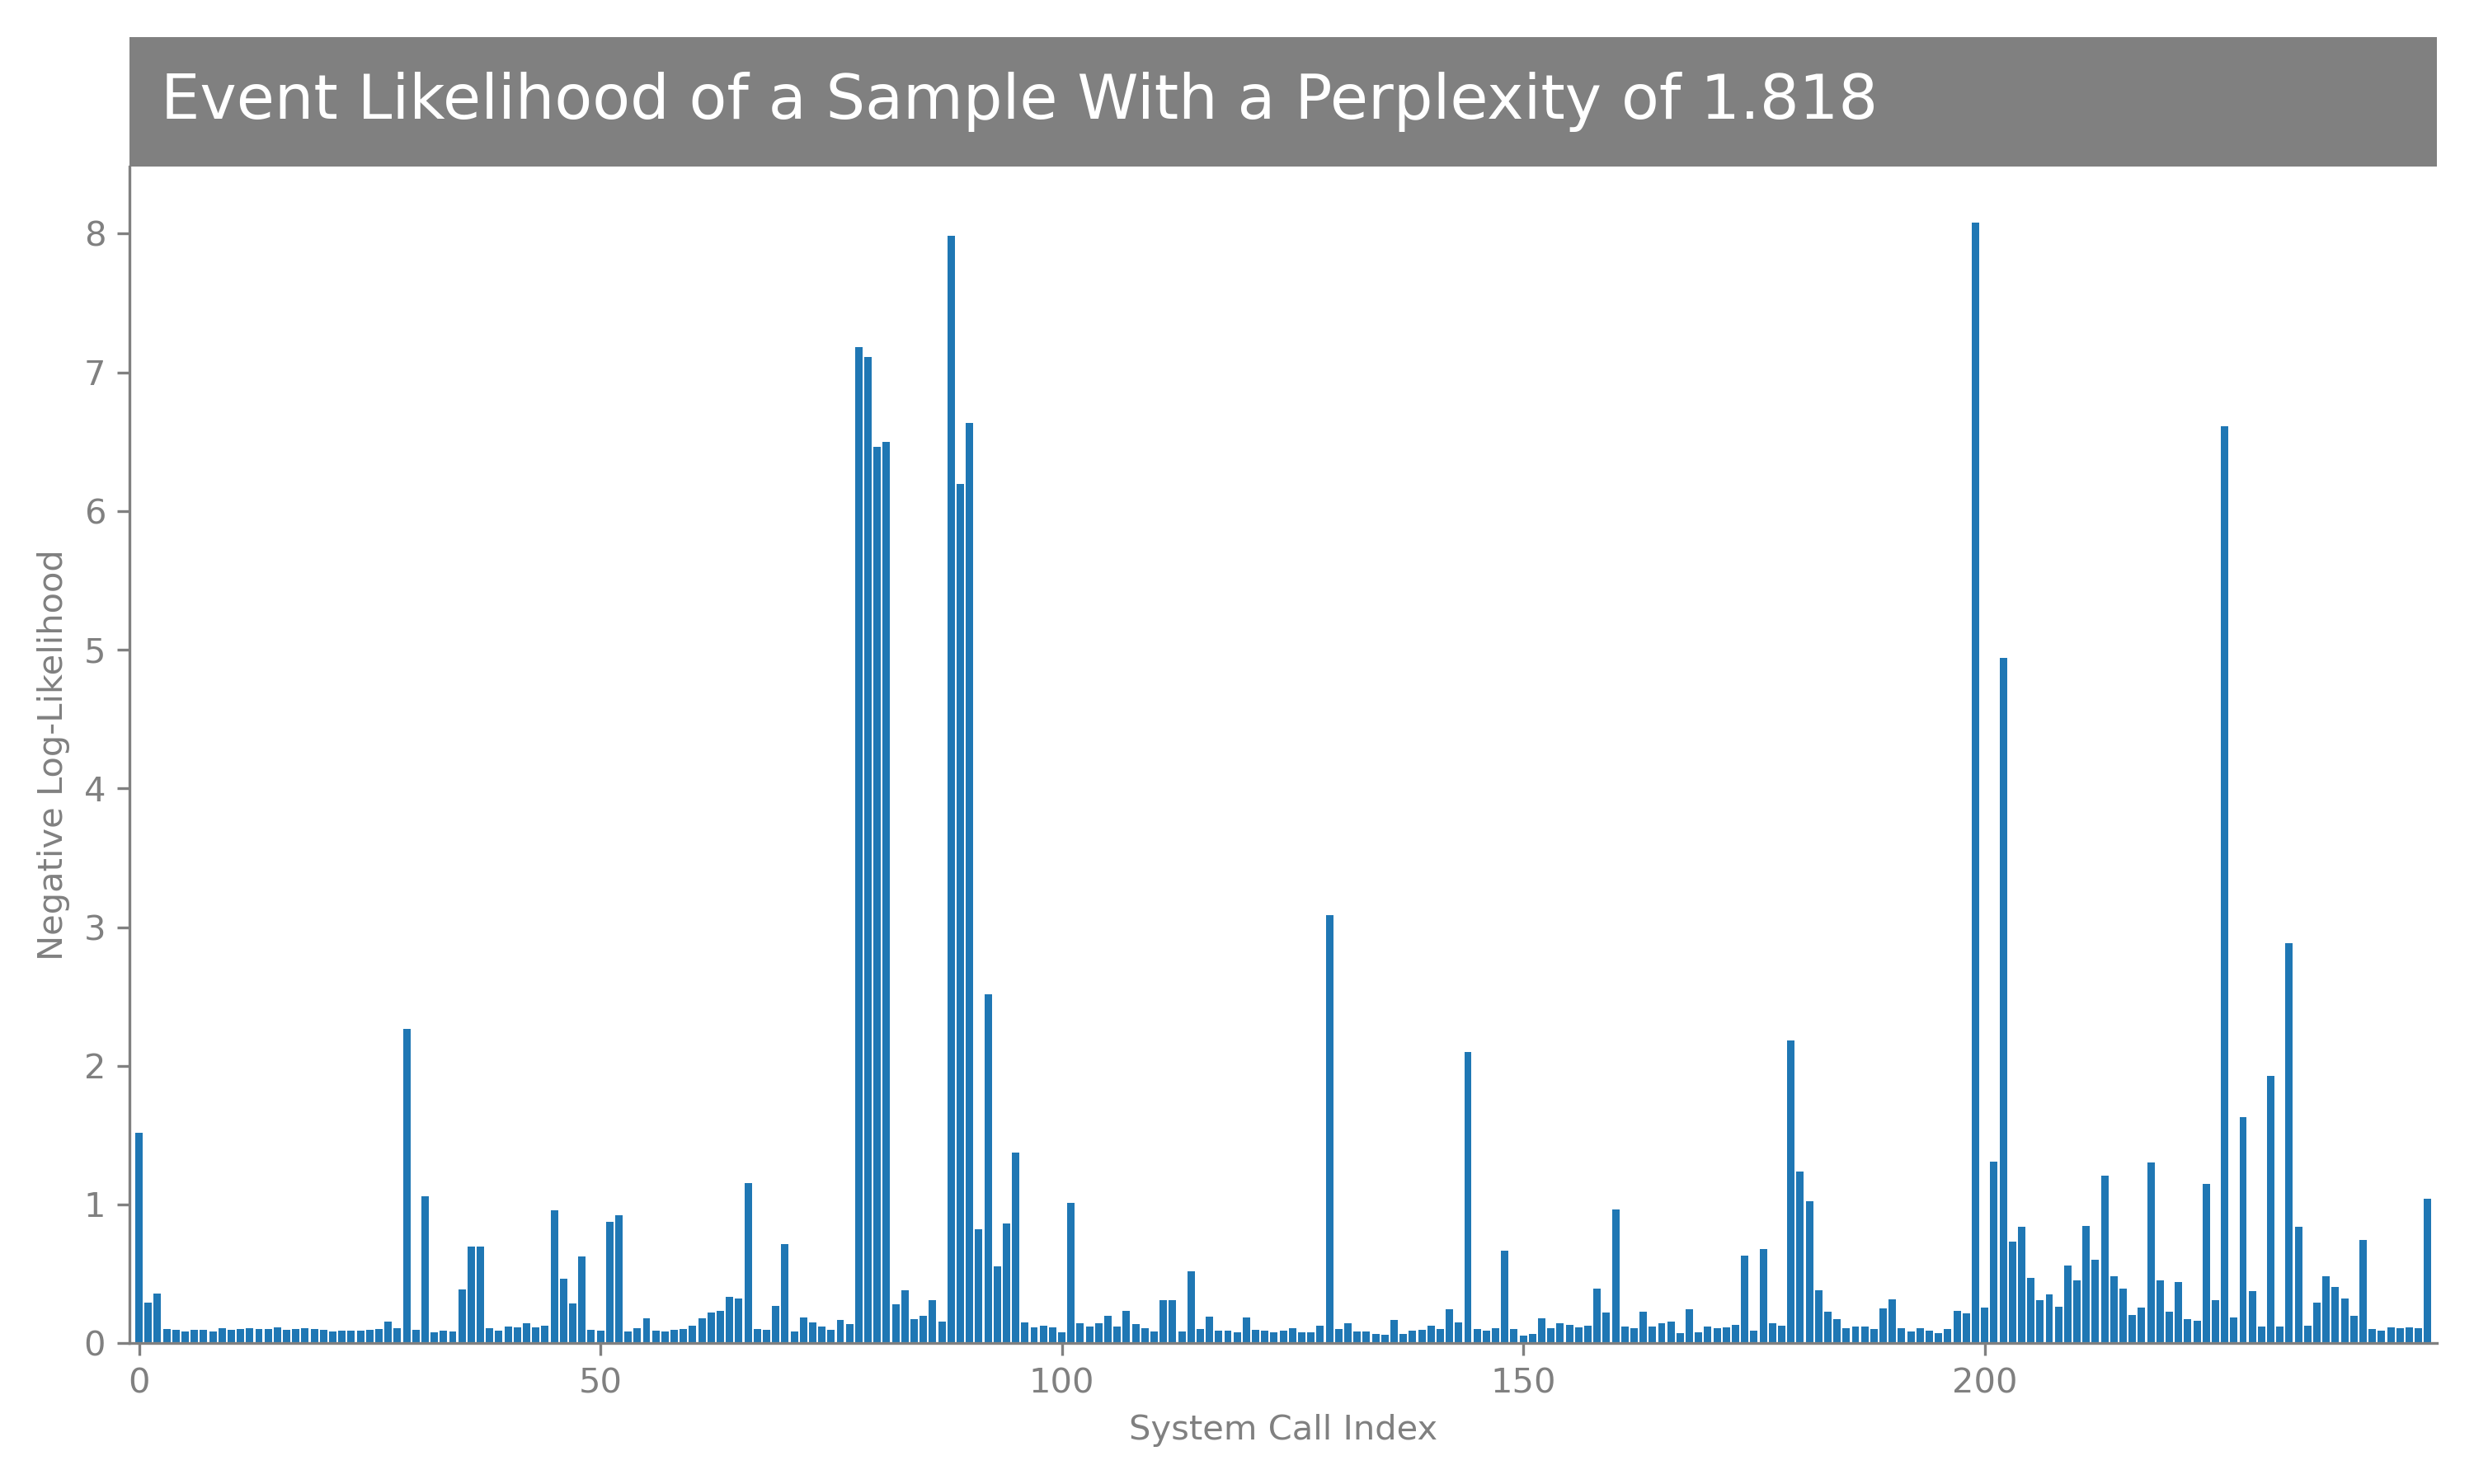 Event Likelihood of a Sample With a Perplexity of 1.818
8
7
6
5
4
3
2
1
0
Negative Log-Likelihood
0 50 100 150 200
System Call Index